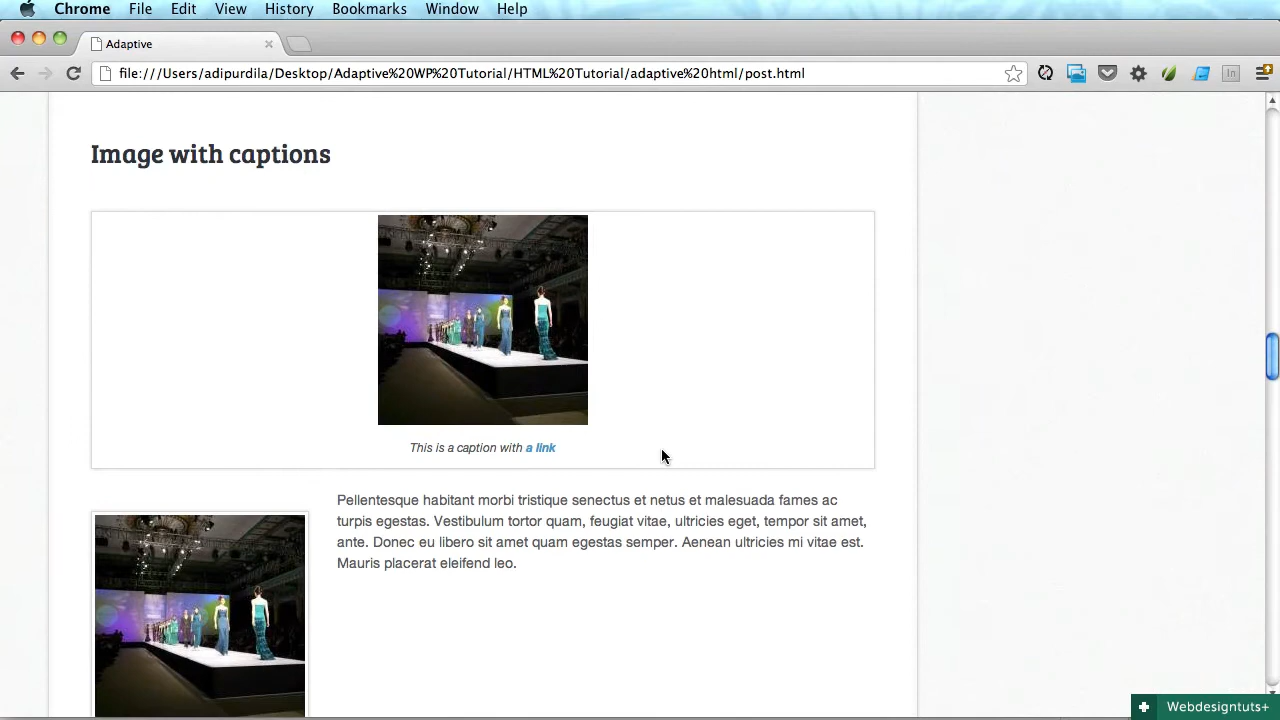 Chrome File Edit View History Bookmarks Window Help
Adaptive
file:///Users/adipurdila/Desktop/Adaptive%20WP%20Tutorial/HTML%20Tutorial/adaptive%20html/post.html
In
Image with captions
This is a caption with a link
Pellentesque habitant morbi tristique senectus et netus et malesuada fames ac
turpis egestas. Vestibulum tortor quam, feugiat vitae, ultricies eget, tempor sit amet,
ante. Donec eu libero sit amet quam egestas semper. Aenean ultricies mi vitae est.
Mauris placerat eleifend leo.
Webdesigntuts+